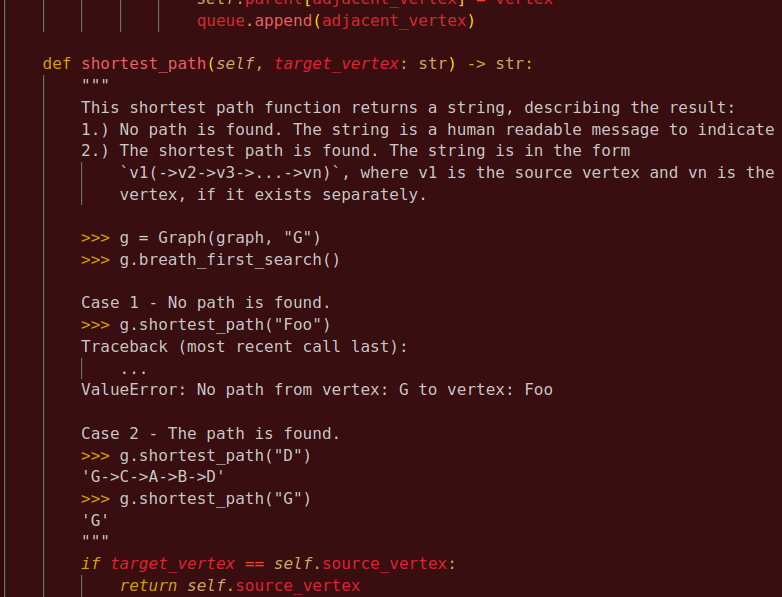 self.parent[adjacent_vertex] = vertex
queue.append(adjacent_vertex)
def shortest_path(self, target_vertex: str) -> str:
"""
This shortest path function returns a string, describing the result:
1.) No path is found. The string is a human readable message to indicate
2.) The shortest path is found. The string is in the form
`v1(->v2->v3->...->vn)`, where v1 is the source vertex and vn is the
vertex, if it exists separately.
>>> g = Graph(graph, "G")
>>> g.breath_first_search()
Case 1 - No path is found.
>>> g.shortest_path("Foo")
Traceback (most recent call last):
...
ValueError: No path from vertex: G to vertex: Foo
Case 2 - The path is found.
>>> g.shortest_path("D")
'G->C->A->B->D'
>>> g.shortest_path("G")
'G'
"""
if target_vertex == self.source_vertex:
return self.source_vertex